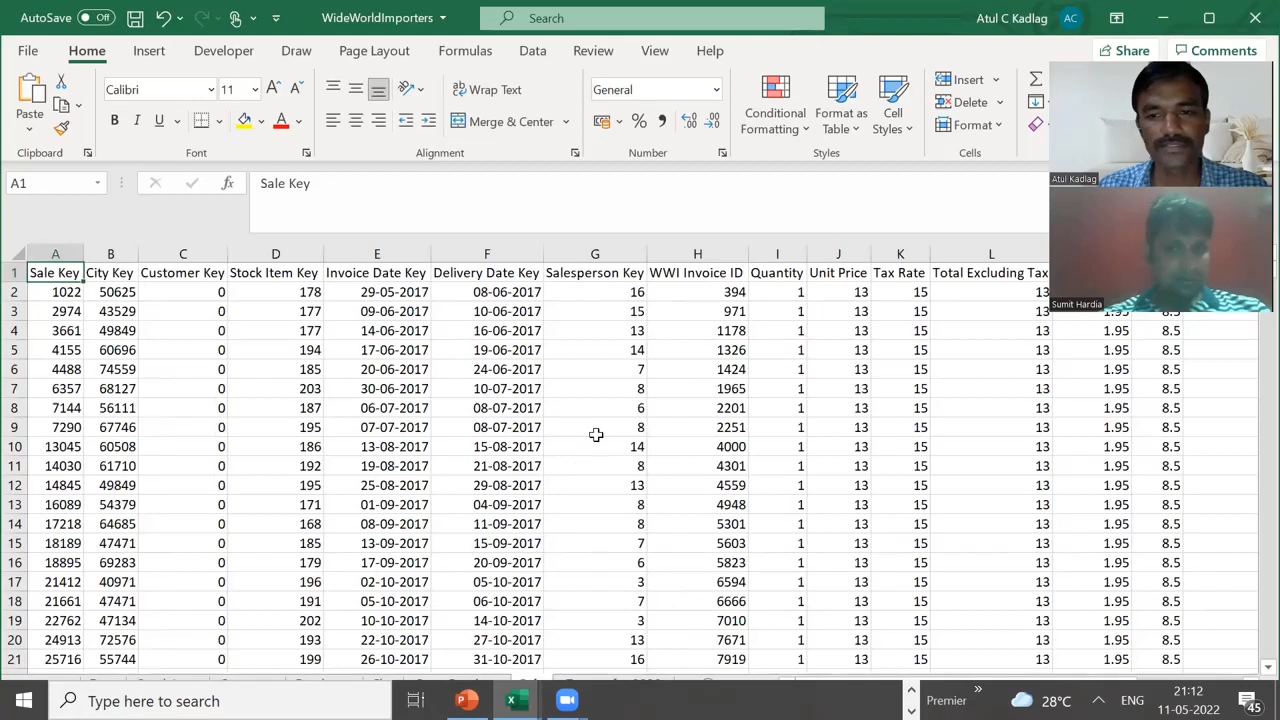 AutoSave Off WideWorldImporters Search Atul C Kadlag AC
File Home Insert Developer Draw Page Layout Formulas Data Review View Help Share Comments
Paste Calibri 11 Wrap Text General Conditional Formatting Format as Table Cell Styles Insert
B I U A Merge & Center % Delete
Format
Clipboard Font Alignment Number Styles Cells
Atul Kadlag
Sumit Hardia
A1 fx Sale Key
A B C D E F G H I J K L
1 Sale Key City Key Customer Key Stock Item Key Invoice Date Key Delivery Date Key Salesperson Key WWI Invoice ID Quantity Unit Price Tax Rate Total Excluding Tax
2 1022 50625 0 178 29-05-2017 08-06-2017 16 394 1 13 15 13
3 2974 43529 0 177 09-06-2017 10-06-2017 15 971 1 13 15 13 1.95 8.5
4 3661 49849 0 177 14-06-2017 16-06-2017 13 1178 1 13 15 13 1.95 8.5
5 4155 60696 0 194 17-06-2017 19-06-2017 14 1326 1 13 15 13 1.95 8.5
6 4488 74559 0 185 20-06-2017 24-06-2017 7 1424 1 13 15 13 1.95 8.5
7 6357 68127 0 203 30-06-2017 10-07-2017 8 1965 1 13 15 13 1.95 8.5
8 7144 56111 0 187 06-07-2017 08-07-2017 6 2201 1 13 15 13 1.95 8.5
9 7290 67746 0 195 07-07-2017 08-07-2017 8 2251 1 13 15 13 1.95 8.5
10 13045 60508 0 186 13-08-2017 15-08-2017 14 4000 1 13 15 13 1.95 8.5
11 14030 61710 0 192 19-08-2017 21-08-2017 8 4301 1 13 15 13 1.95 8.5
12 14845 49849 0 195 25-08-2017 29-08-2017 13 4559 1 13 15 13 1.95 8.5
13 16089 54379 0 171 01-09-2017 04-09-2017 8 4948 1 13 15 13 1.95 8.5
14 17218 64685 0 168 08-09-2017 11-09-2017 8 5301 1 13 15 13 1.95 8.5
15 18189 47471 0 185 13-09-2017 15-09-2017 7 5603 1 13 15 13 1.95 8.5
16 18895 69283 0 179 17-09-2017 20-09-2017 6 5823 1 13 15 13 1.95 8.5
17 21412 40971 0 196 02-10-2017 05-10-2017 3 6594 1 13 15 13 1.95 8.5
18 21661 47471 0 191 05-10-2017 06-10-2017 7 6666 1 13 15 13 1.95 8.5
19 22762 47134 0 202 10-10-2017 14-10-2017 3 7010 1 13 15 13 1.95 8.5
20 24913 72576 0 193 22-10-2017 27-10-2017 13 7671 1 13 15 13 1.95 8.5
21 25716 55744 0 199 26-10-2017 31-10-2017 16 7919 1 13 15 13 1.95 8.5
Type here to search Premier 28°C ENG 21:12
11-05-2022 45